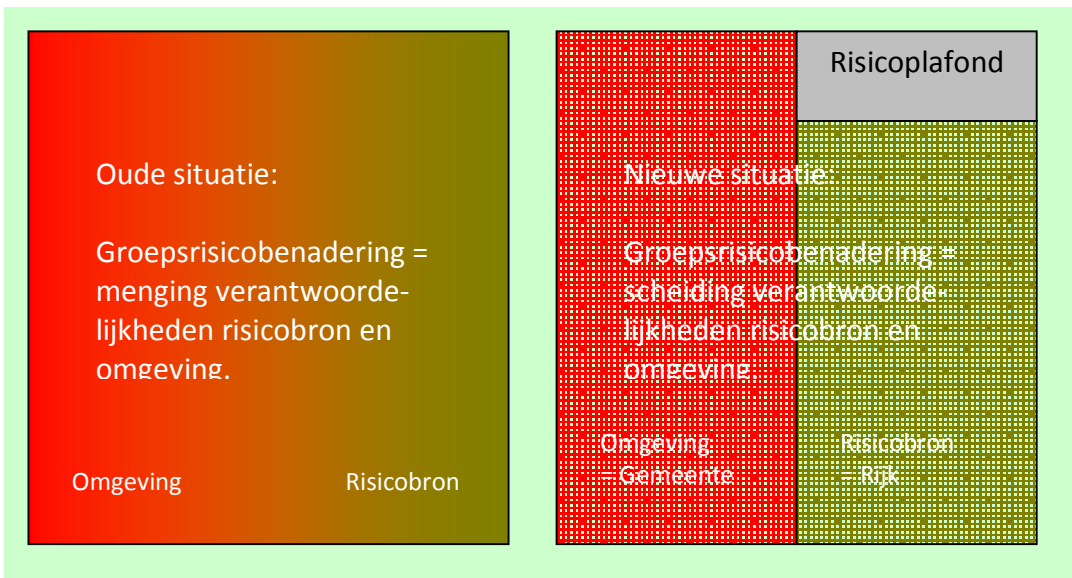 Oude situatie:
Groepsrisicobenadering =
menging verantwoorde-
lijkheden risicobron en
omgeving.
Omgeving
Risicobron
Risicoplafond
Nieuwe situatie:
Groepsrisicobenadering =
scheiding verantwoorde-
lijkheden risicobron en
omgeving
Omgeving
– Gemeente
Risicobron
– Rijk